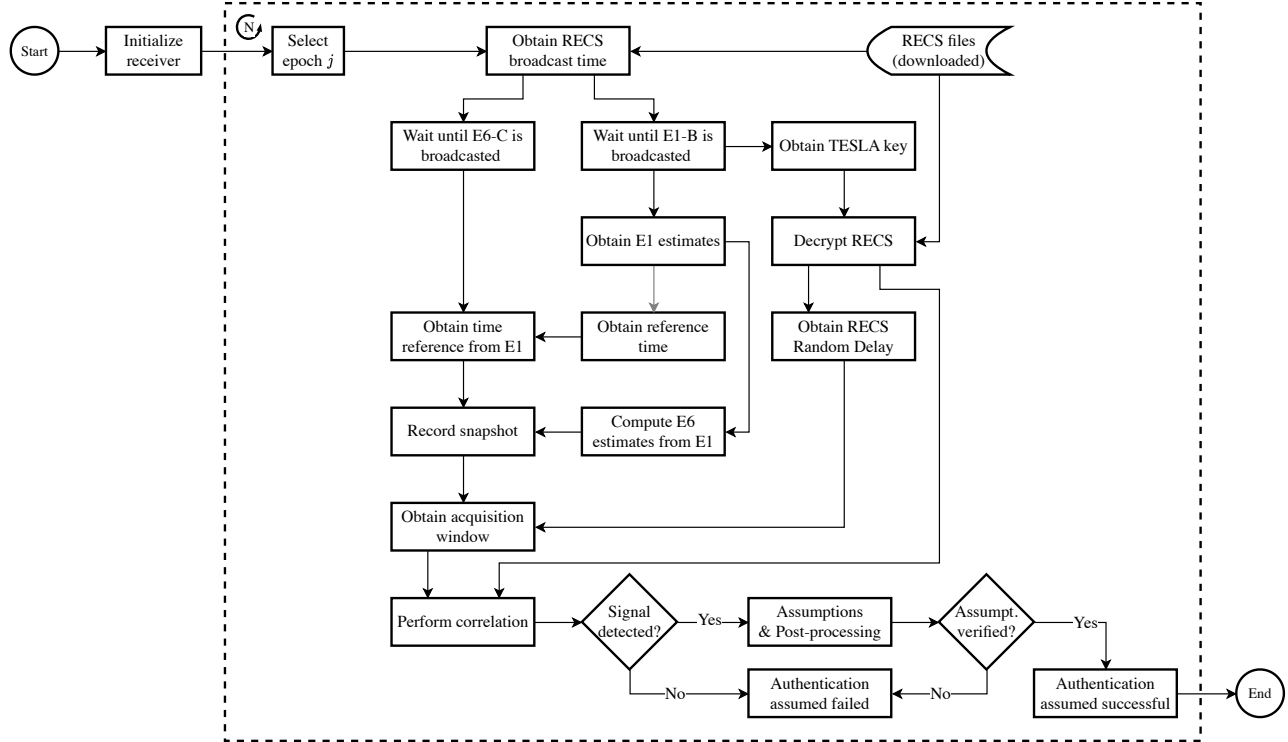 N
Start
Initialize
receiver
Select
epoch j
Obtain RECS
broadcast time
RECS files
(downloaded)
Wait until E6-C is
broadcasted
Wait until E1-B is
broadcasted
Obtain TESLA key
Obtain E1 estimates
Decrypt RECS
Obtain time
reference from E1
Obtain reference
time
Obtain RECS
Random Delay
Record snapshot
Compute E6
estimates from E1
Obtain acquisition
window
Perform correlation
Signal
detected?
Yes
Assumptions
& Post-processing
Assumpt.
verified?
Yes
No
Authentication
assumed failed
No
Authentication
assumed successful
End